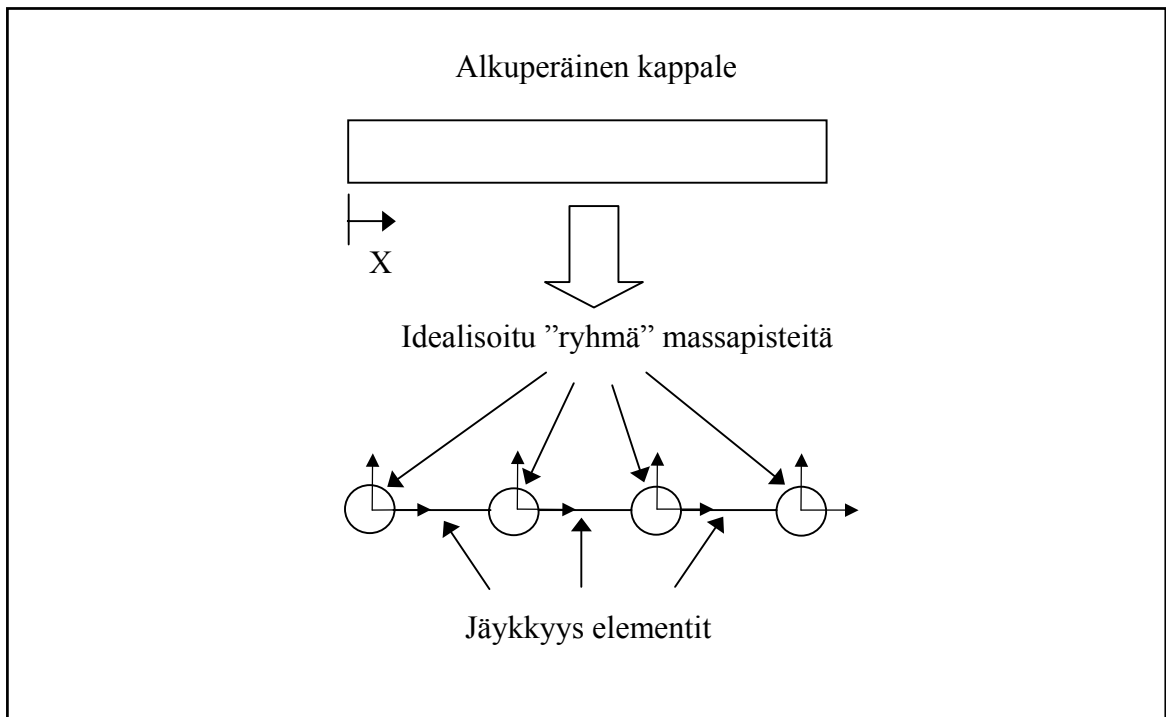 Alkuperäinen kappale
X
Idealisoitu ”ryhmä” massapisteitä
Jäykkyys elementit